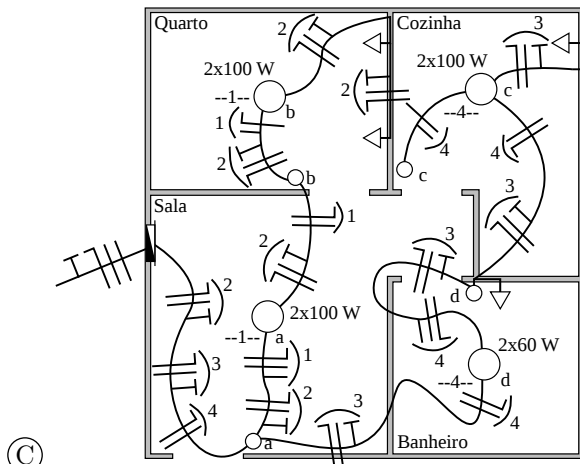 Quarto
2
2x100 W
--1--
b
1
2
b
2
Cozinha
3
2x100 W
c
--4--
4
4
c
3
Sala
1
2
2x100 W
--1--
a
2
3
4
1
2
a
3
3
d
4
2x60 W
--4--
d
4
Banheiro
C